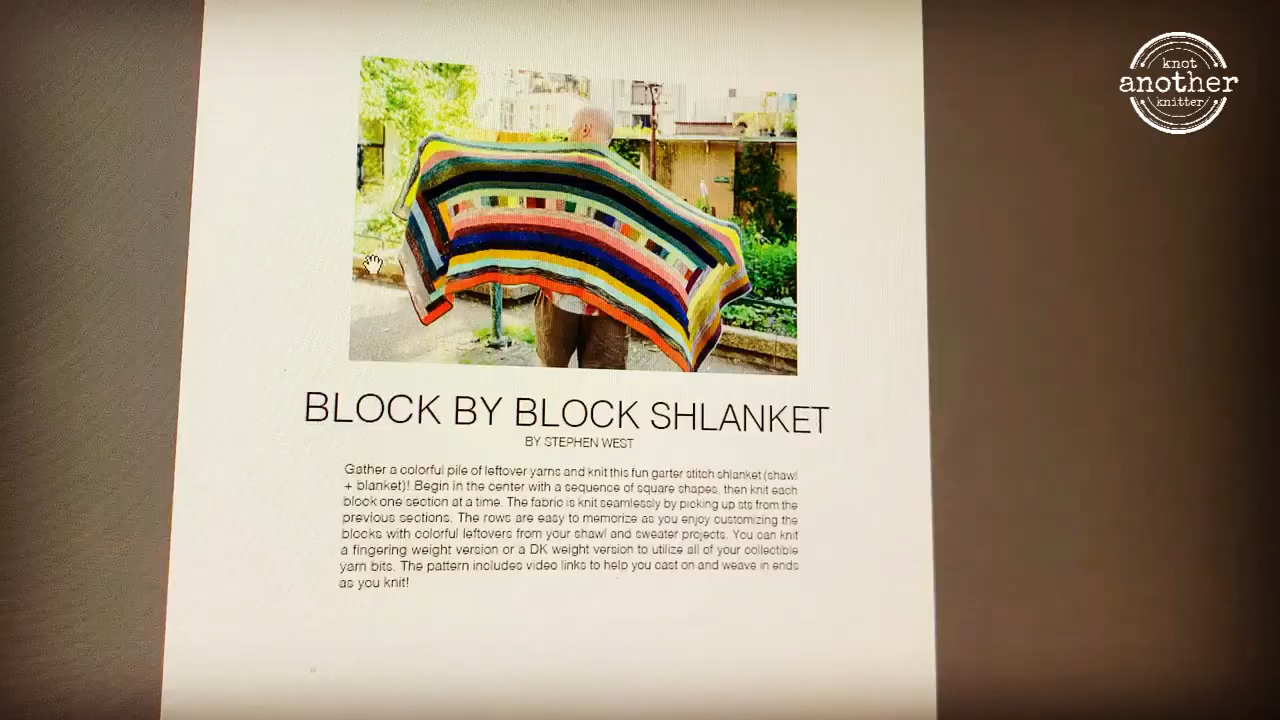 knot
another
knitter
BLOCK BY BLOCK SHLANKET
BY STEPHEN WEST
Gather a colorful pile of leftover yarns and knit this fun garter stitch shlanket (shawl
+ blanket)! Begin in the center with a sequence of square shapes, then knit each
block one section at a time. The fabric is knit seamlessly by picking up sts from the
previous sections. The rows are easy to memorize as you enjoy customizing the
blocks with colorful leftovers from your shawl and sweater projects. You can knit
a fingering weight version or a DK weight version to utilize all of your collectible
yarn bits. The pattern includes video links to help you cast on and weave in ends
as you knit!